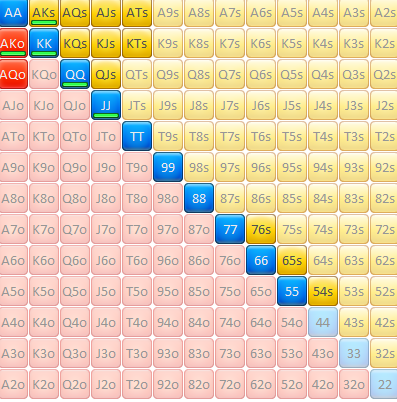 AA AKs AQs AJs ATs A9s A8s A7s A6s A5s A4s A3s A2s
AKo KK KQs KJs KTs K9s K8s K7s K6s K5s K4s K3s K2s
AQo KQo QQ QJs QTs Q9s Q8s Q7s Q6s Q5s Q4s Q3s Q2s
AJo KJo QJo JJ JTs J9s J8s J7s J6s J5s J4s J3s J2s
ATo KTo QTo JTo TT T9s T8s T7s T6s T5s T4s T3s T2s
A9o K9o Q9o J9o T9o 99 98s 97s 96s 95s 94s 93s 92s
A8o K8o Q8o J8o T8o 98o 88 87s 86s 85s 84s 83s 82s
A7o K7o Q7o J7o T7o 97o 87o 77 76s 75s 74s 73s 72s
A6o K6o Q6o J6o T6o 96o 86o 76o 66 65s 64s 63s 62s
A5o K5o Q5o J5o T5o 95o 85o 75o 65o 55 54s 53s 52s
A4o K4o Q4o J4o T4o 94o 84o 74o 64o 54o 44 43s 42s
A3o K3o Q3o J3o T3o 93o 83o 73o 63o 53o 43o 33 32s
A2o K2o Q2o J2o T2o 92o 82o 72o 62o 52o 42o 32o 22